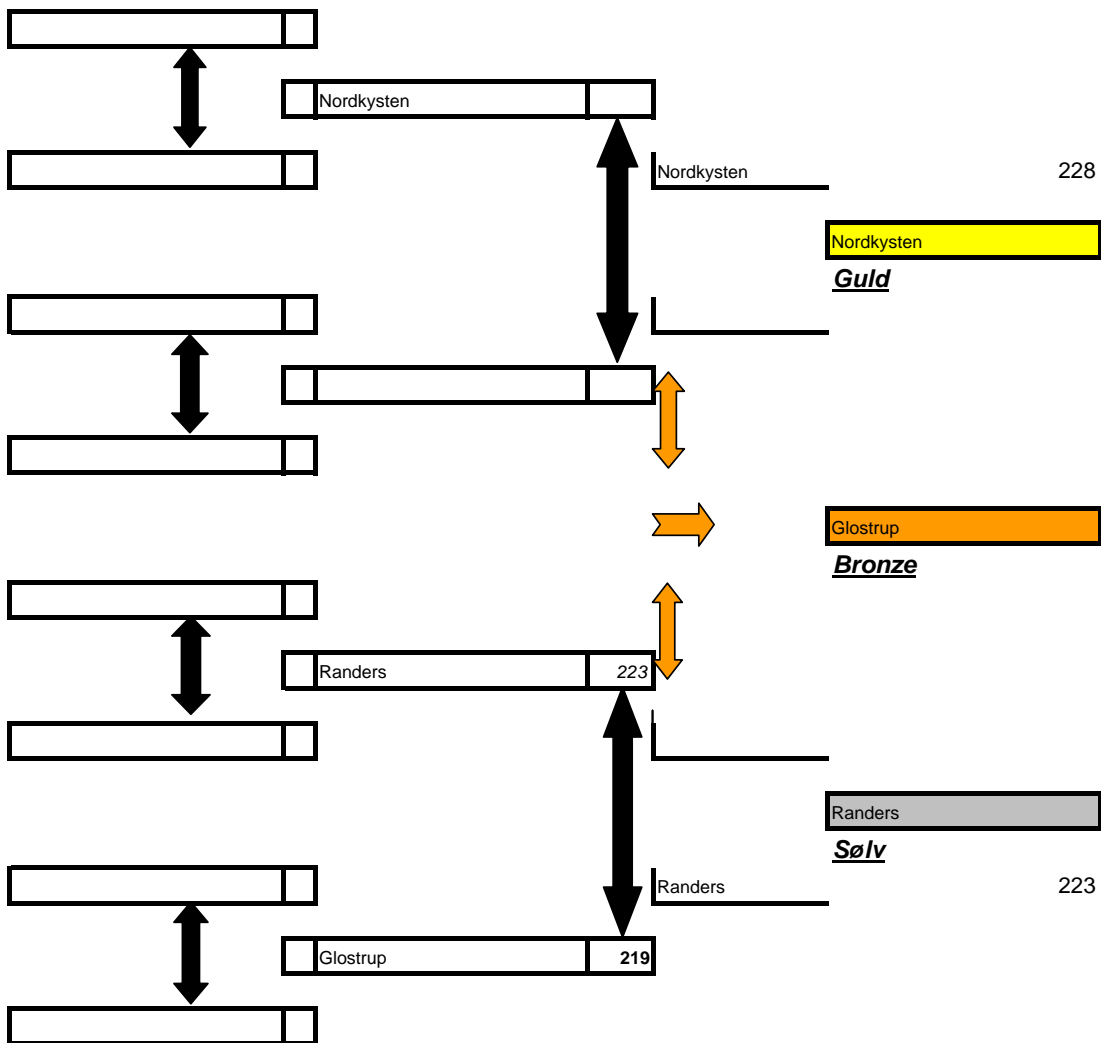 Nordkysten
Nordkysten 228
Nordkysten
Guld
Glostrup
Bronze
Randers 223
Randers
Sølv
Randers 223
Glostrup 219